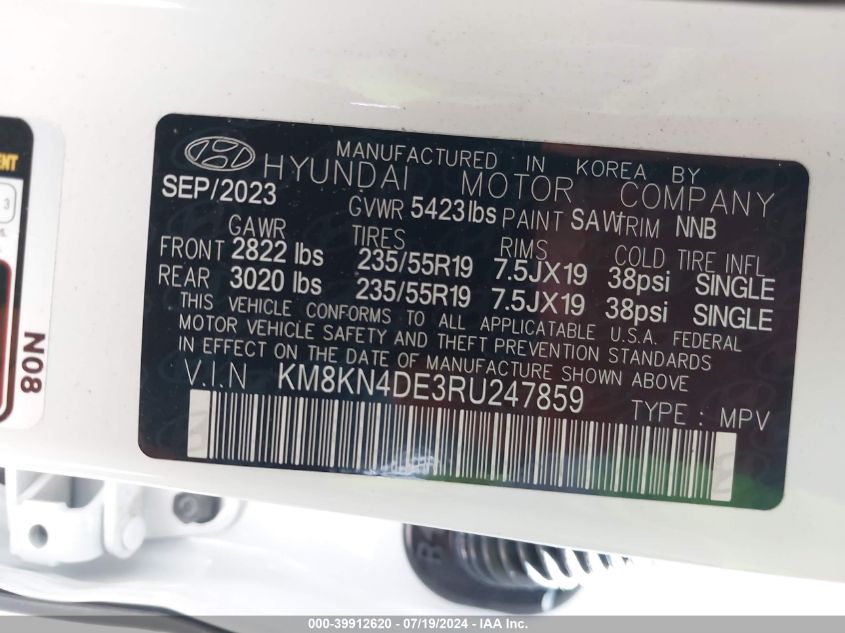 MANUFACTURED IN KOREA BY
HYUNDAI MOTOR COMPANY
SEP/2023 GVWR 5423lbs PAINT SAW TRIM NNB
GAWR TIRES RIMS COLD TIRE INFL
FRONT 2822 lbs 235/55R19 7.5JX19 38psi SINGLE
REAR 3020 lbs 235/55R19 7.5JX19 38psi SINGLE
THIS VEHICLE CONFORMS TO ALL APPLICATABLE U.S.A. FEDERAL
MOTOR VEHICLE SAFETY AND THEFT PREVENTION STANDARDS
IN EFFECT ON THE DATE OF MANUFACTURE SHOWN ABOVE
V.I.N KM8KN4DE3RU247859 TYPE : MPV
3
N08
000-39912620 - 07/19/2024 - IAA Inc.